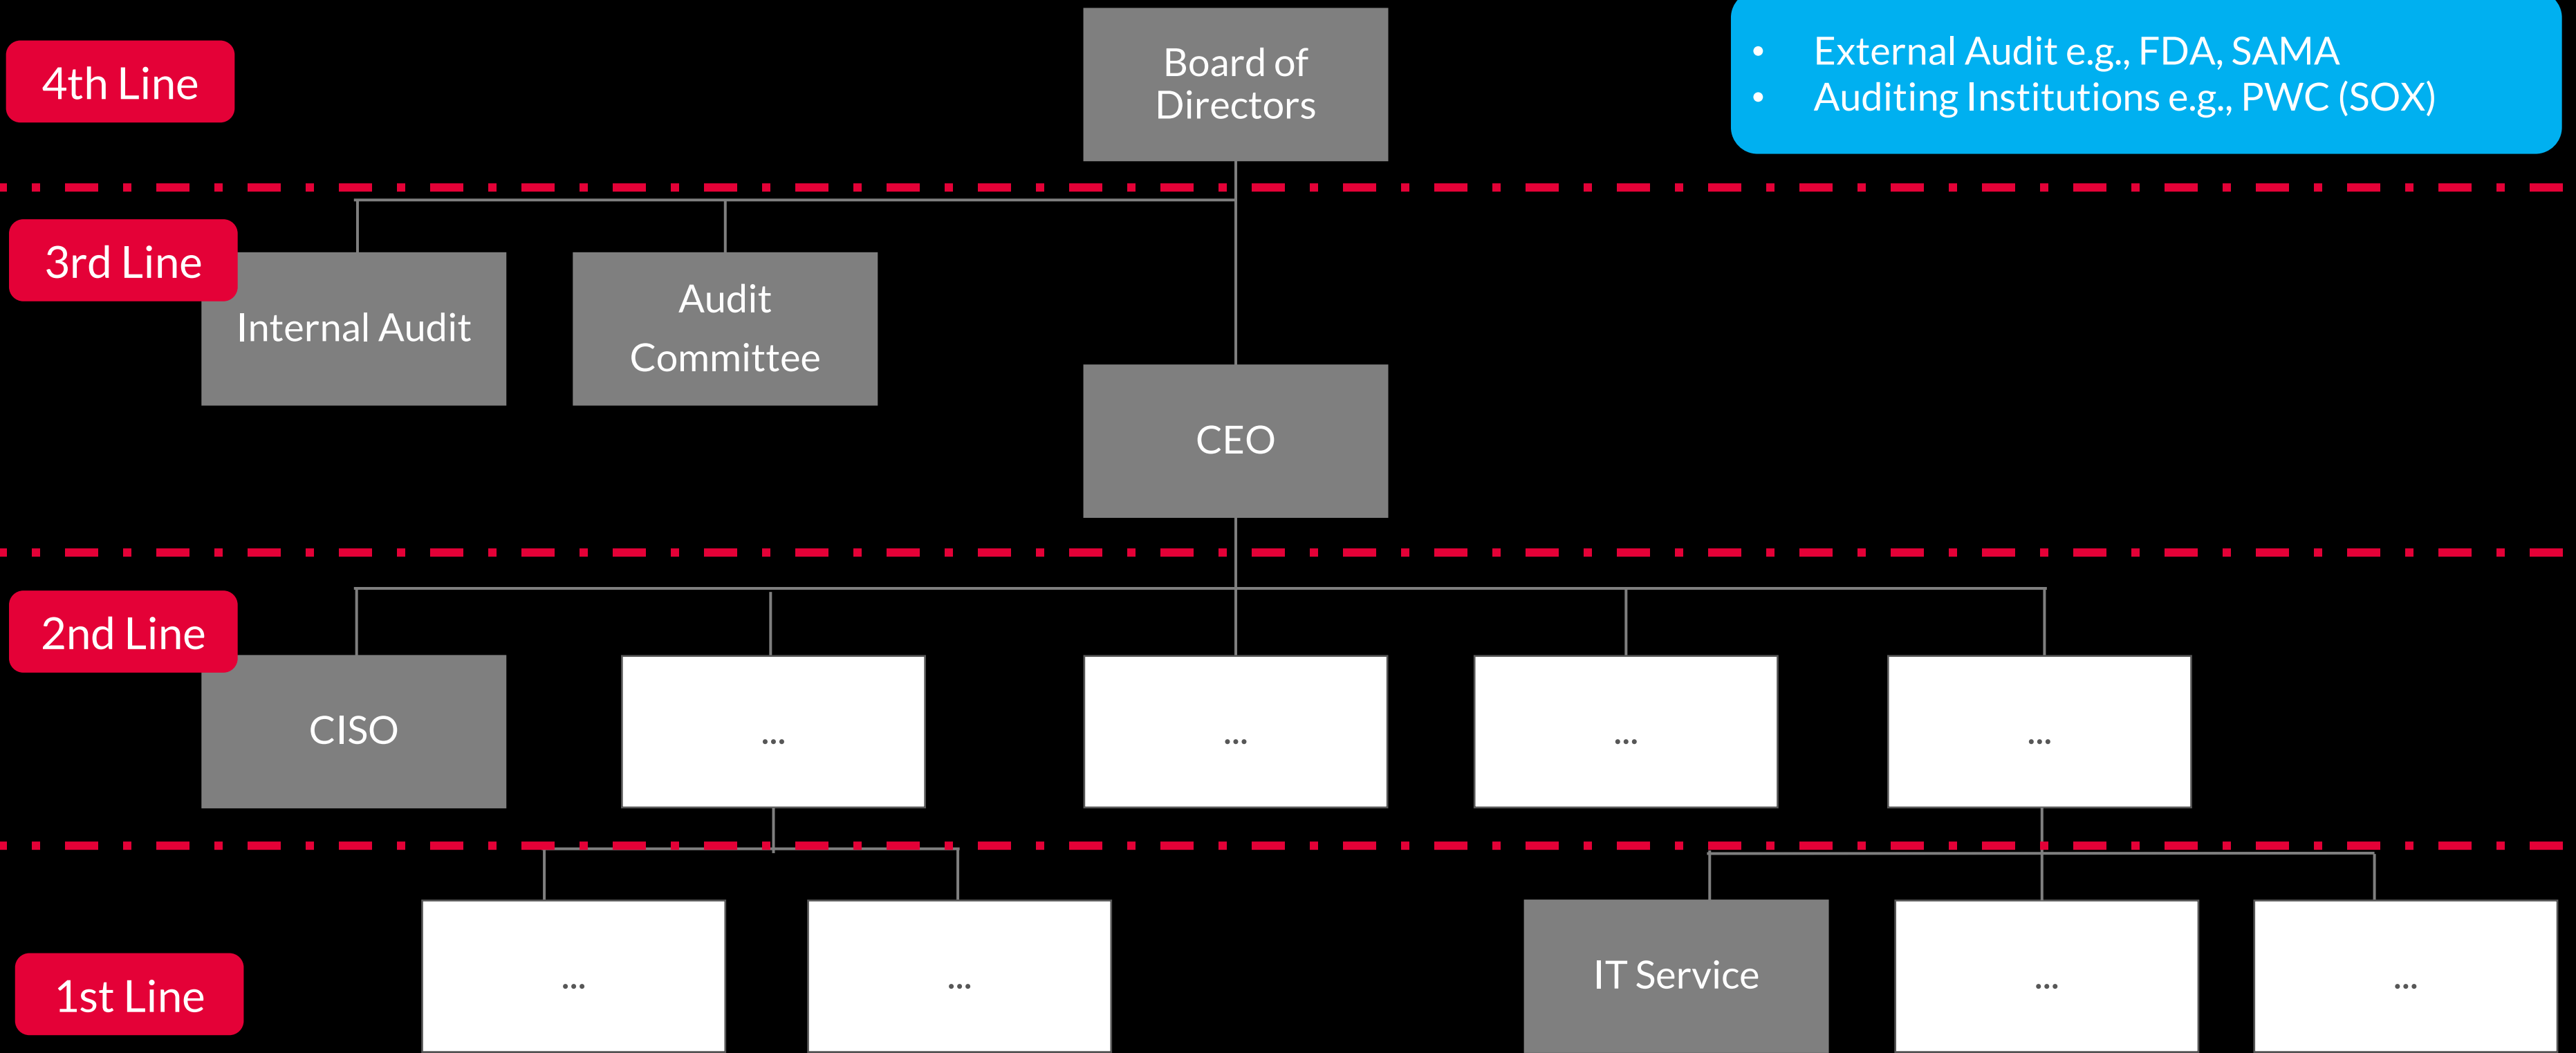 4th Line
Board of
Directors
• External Audit e.g., FDA, SAMA
• Auditing Institutions e.g., PWC (SOX)
3rd Line
Internal Audit
Audit
Committee
CEO
2nd Line
CISO
...
...
...
...
1st Line
...
...
IT Service
...
...